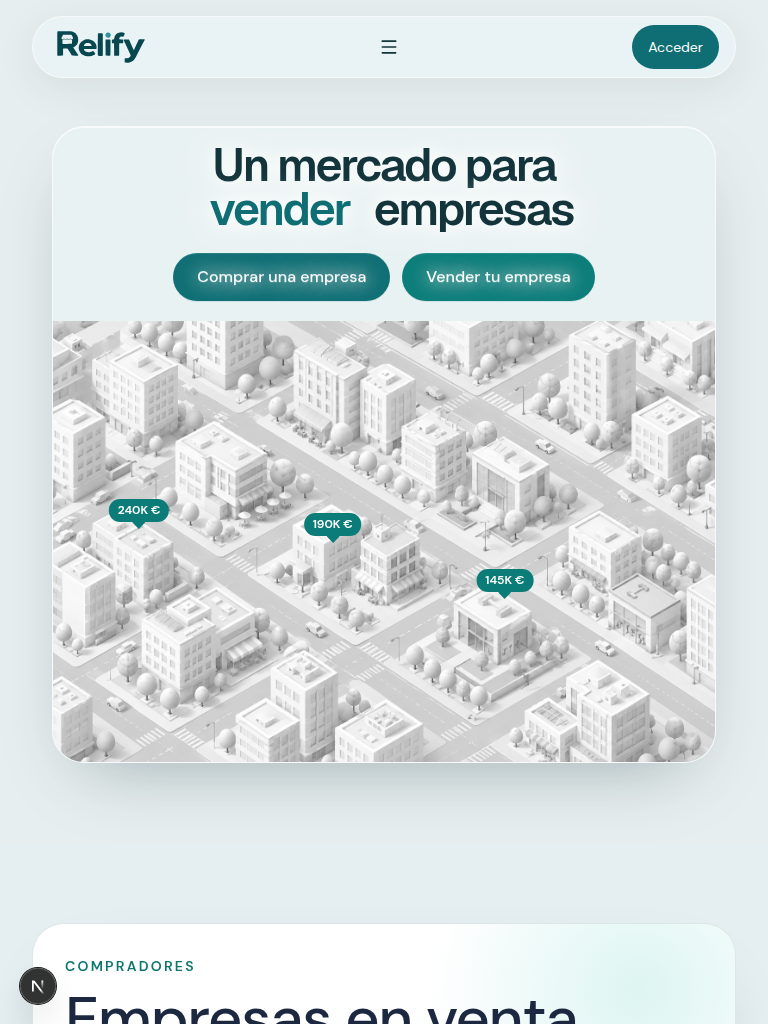 Relify
Acceder
Un mercado para
vender empresas
Comprar una empresa
Vender tu empresa
240K €
190K €
145K €
COMPRADORES
N
Empresas en venta